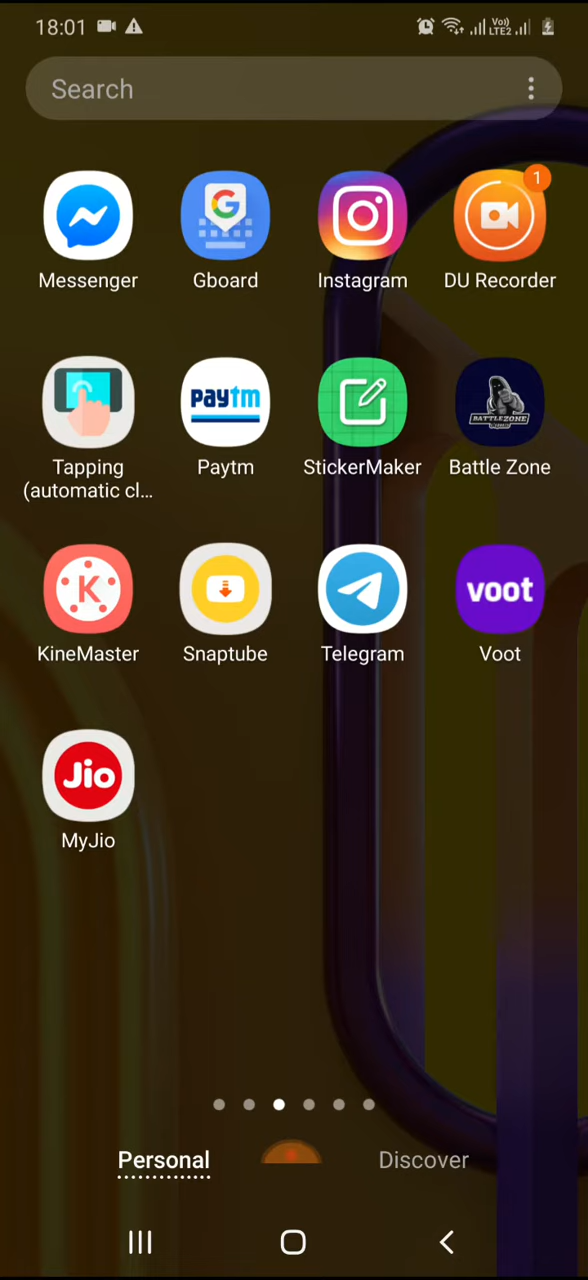 18:01
Vo)
LTE2
Search
1
Messenger
Gboard
Instagram
DU Recorder
paytm
BATTLEZONE
Tapping
(automatic cl...
Paytm
StickerMaker
Battle Zone
K
voot
KineMaster
Snaptube
Telegram
Voot
Jio
MyJio
Personal
Discover